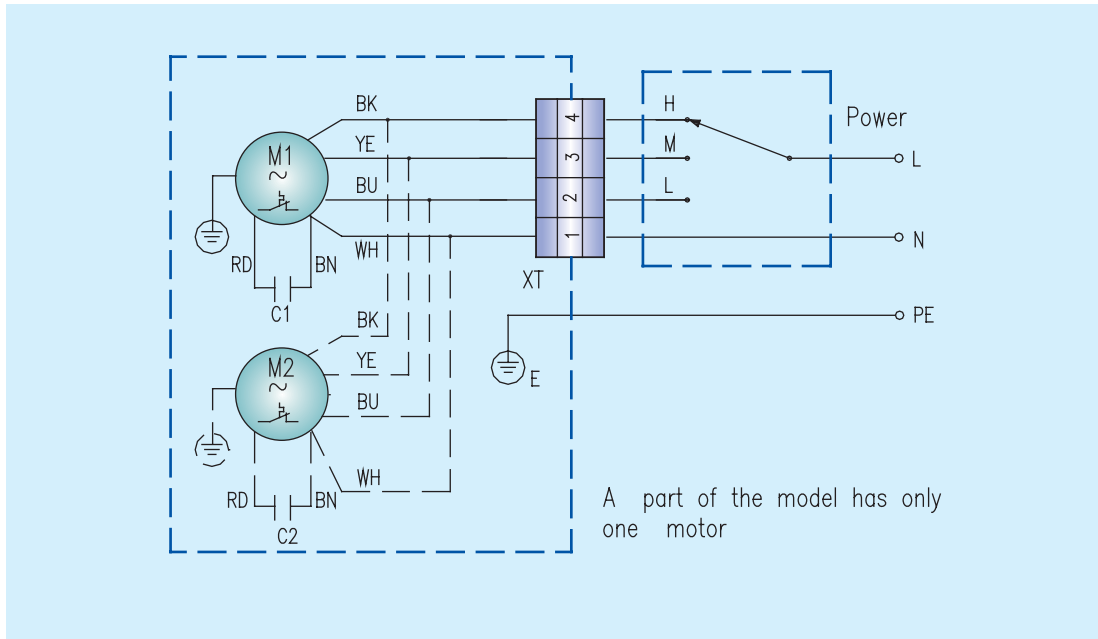 BK
YE
BU
WH
M1
RD
BN
C1
4
3
2
1
XT
H
M
L
Power
L
N
PE
E
BK
YE
BU
WH
M2
RD
BN
C2
A part of the model has only
one motor